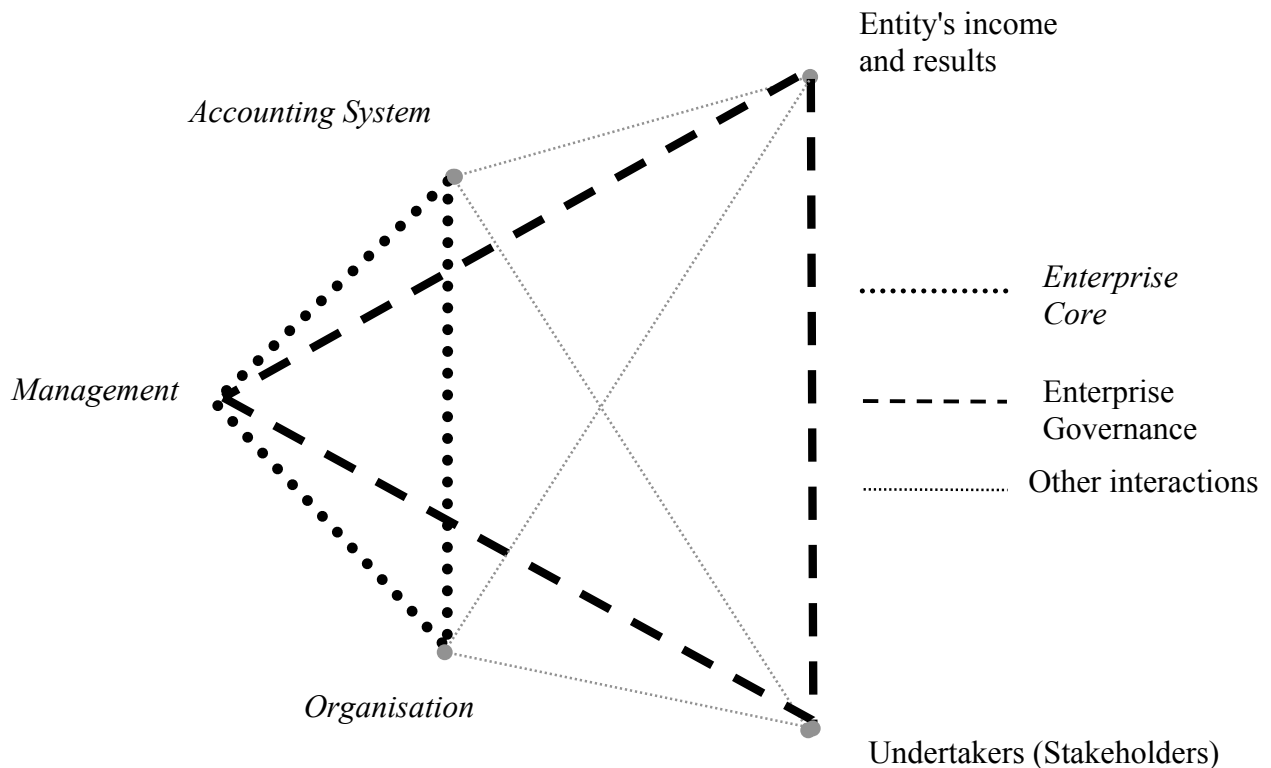 Entity's income
and results
Accounting System
Enterprise
Core
Management
Enterprise
Governance
Other interactions
Organisation
Undertakers (Stakeholders)